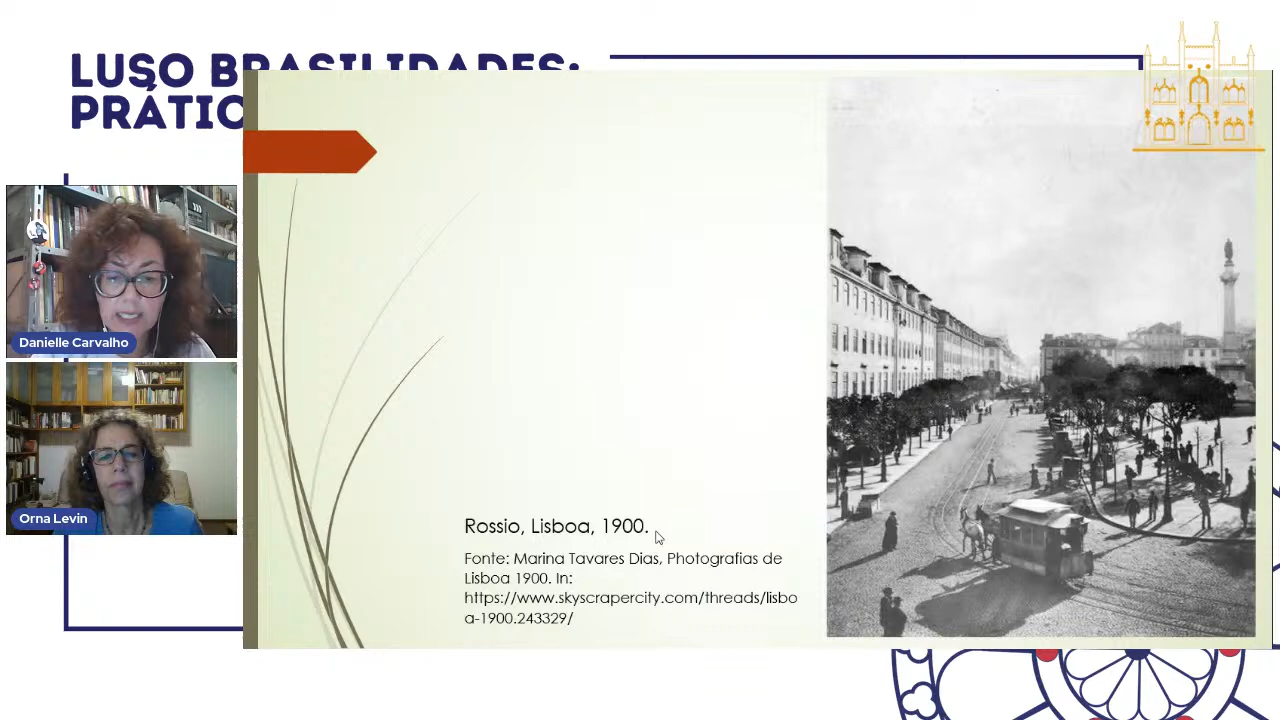 LUSO BRASILIDADES:
PRÁTIC
Danielle Carvalho
Orna Levin
Rossio, Lisboa, 1900.
Fonte: Marina Tavares Dias, Photografias de
Lisboa 1900. In:
https://www.skyscrapercity.com/threads/lisbo
a-1900.243329/